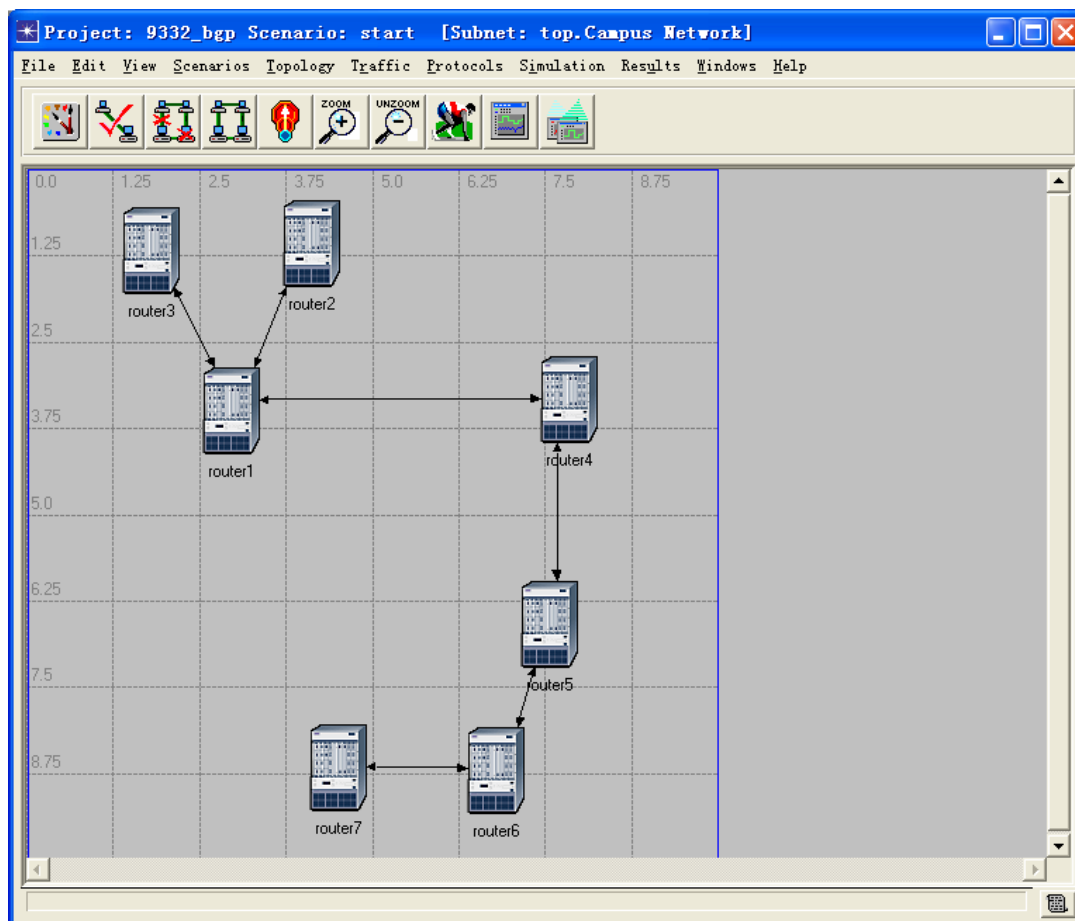 Project: 9332_bgp Scenario: start [Subnet: top.Campus Network]
File Edit View Scenarios Topology Traffic Protocols Simulation Results Windows Help
ZOOM UNZOOM
0.0 1.25 2.5 3.75 5.0 6.25 7.5 8.75
1.25
router3 router2
2.5
3.75
router4
router1
5.0
6.25
7.5
router5
8.75
router7 router6